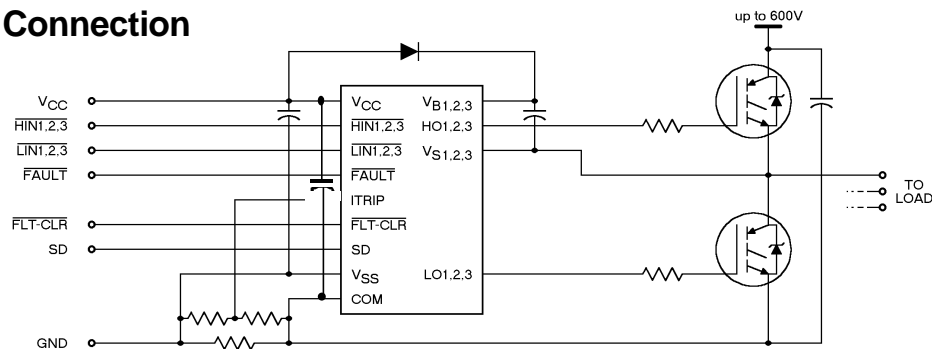 Connection
up to 600V
VCC
HIN1,2,3
LIN1,2,3
FAULT
FLT-CLR
SD
GND
VCC
HIN1,2,3
LIN1,2,3
FAULT
ITRIP
FLT-CLR
SD
VSS
COM
VB1,2,3
HO1,2,3
VS1,2,3
LO1,2,3
TO
LOAD